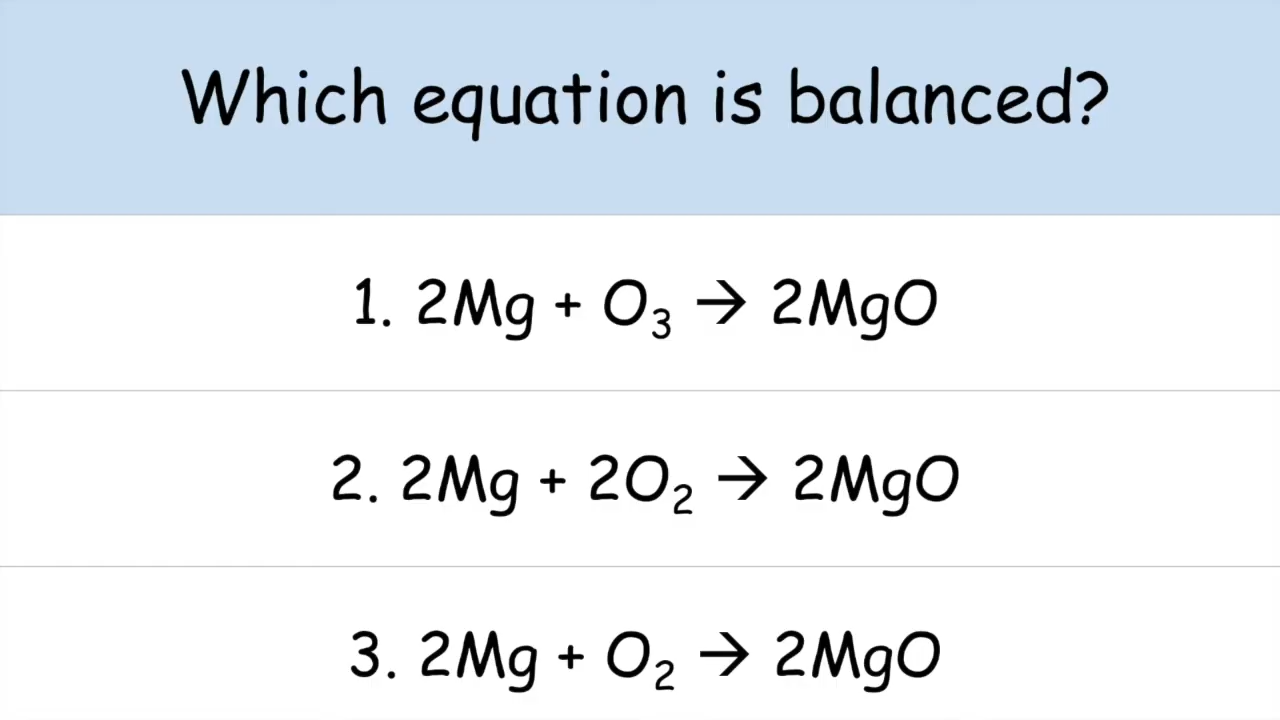 Which equation is balanced?
1. 2Mg + O₃ → 2MgO
2. 2Mg + 2O₂ → 2MgO
3. 2Mg + O₂ → 2MgO